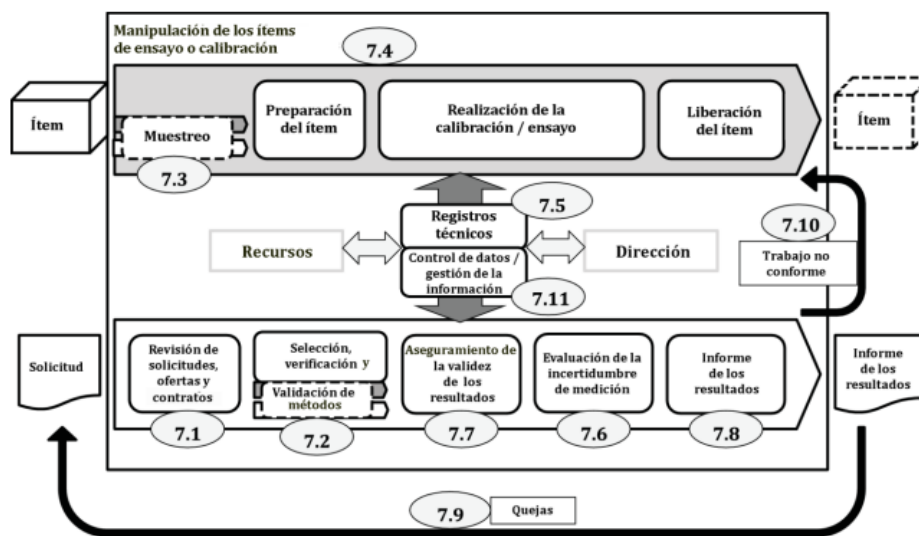 Manipulación de los ítems
de ensayo o calibración
7.4
Ítem
Muestreo
7.3
Preparación
del ítem
Realización de la
calibración / ensayo
Liberación
del ítem
Ítem
7.5
Registros
técnicos
Recursos
Dirección
Control de datos /
gestión de la
información
7.11
7.10
Trabajo no
conforme
Solicitud
Revisión de
solicitudes,
ofertas y
contratos
7.1
Selección,
verificación y
Validación de
métodos
7.2
Aseguramiento de
la validez
de los
resultados
7.7
Evaluación de la
incertidumbre
de medición
7.6
Informe
de los
resultados
7.8
Informe
de los
resultados
7.9
Quejas